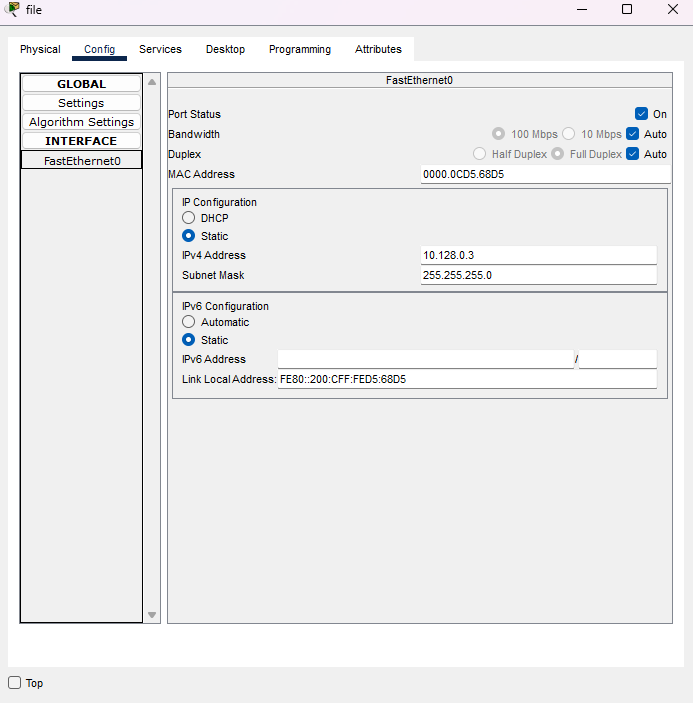 file
Physical Config Services Desktop Programming Attributes
GLOBAL
Settings
Algorithm Settings
INTERFACE
FastEthernet0
FastEthernet0
Port Status On
Bandwidth 100 Mbps 10 Mbps Auto
Duplex Half Duplex Full Duplex Auto
MAC Address 0000.0CD5.68D5
IP Configuration
DHCP
Static
IPv4 Address 10.128.0.3
Subnet Mask 255.255.255.0
IPv6 Configuration
Automatic
Static
IPv6 Address /
Link Local Address: FE80::200:CFF:FED5:68D5
Top